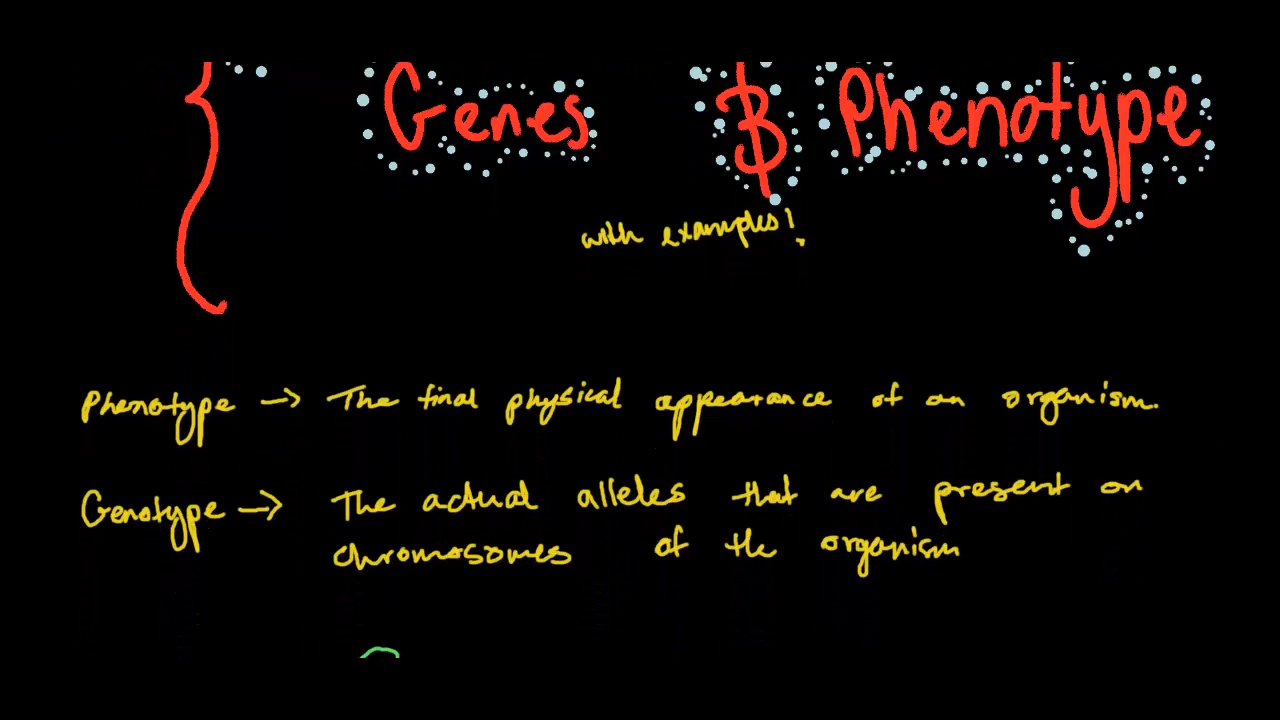 Genes & Phenotype
with examples!
Phenotype → The final physical appearance of an organism.
Genotype → The actual alleles that are present on
chromosomes of the organism